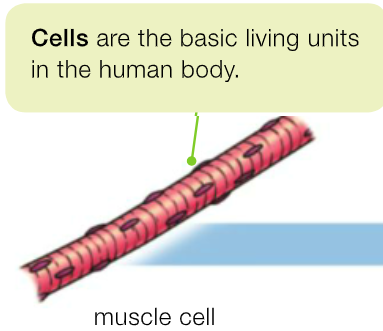 Cells are the basic living units
in the human body.
muscle cell